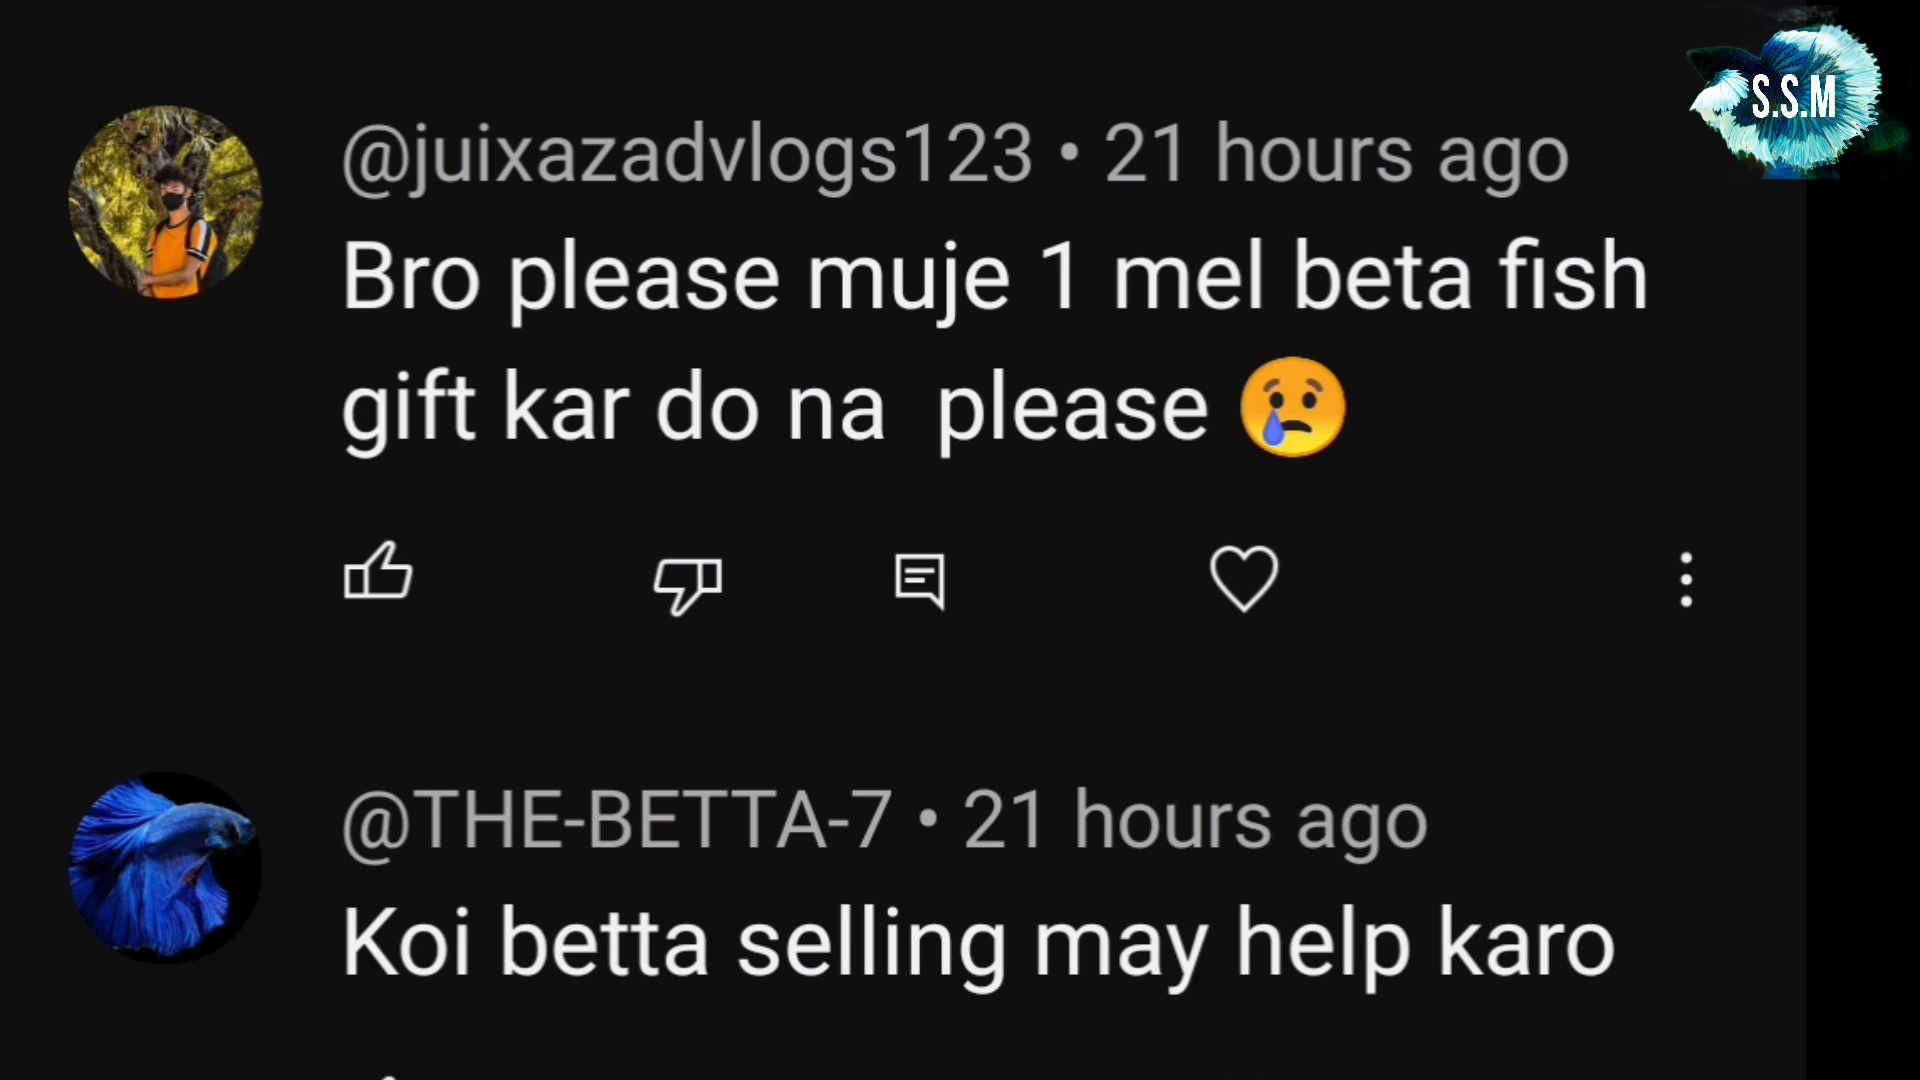 S.S.M
@juixazadvlogs123 • 21 hours ago
Bro please muje 1 mel beta fish
gift kar do na  please 😢
@THE-BETTA-7 • 21 hours ago
Koi betta selling may help karo